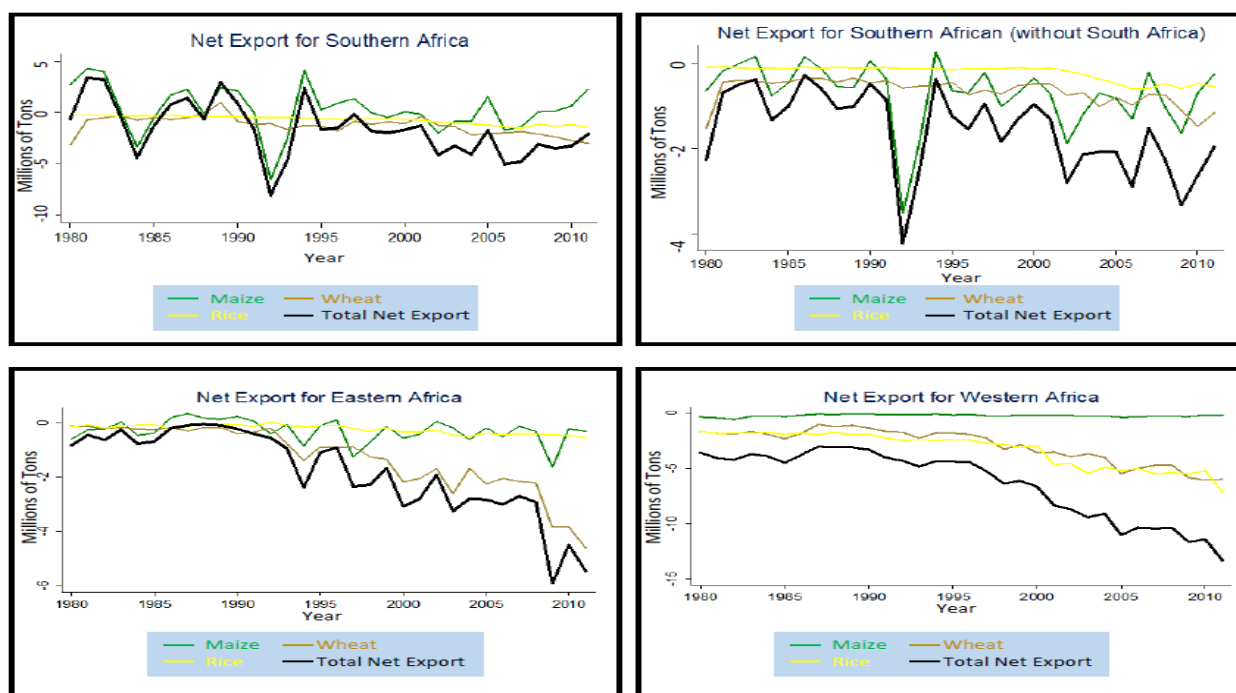 Net Export for Southern Africa
Millions of Tons
5
0
-5
-10
1980 1985 1990 1995 2000 2005 2010
Year
Maize Wheat
Rice Total Net Export
Net Export for Southern African (without South Africa)
Millions of Tons
0
-2
-4
1980 1985 1990 1995 2000 2005 2010
Year
Maize Wheat
Rice Total Net Export
Net Export for Eastern Africa
Millions of Tons
0
-2
-4
-6
1980 1985 1990 1995 2000 2005 2010
Year
Maize Wheat
Rice Total Net Export
Net Export for Western Africa
Millions of Tons
0
-5
-10
-15
1980 1985 1990 1995 2000 2005 2010
Year
Maize Wheat
Rice Total Net Export